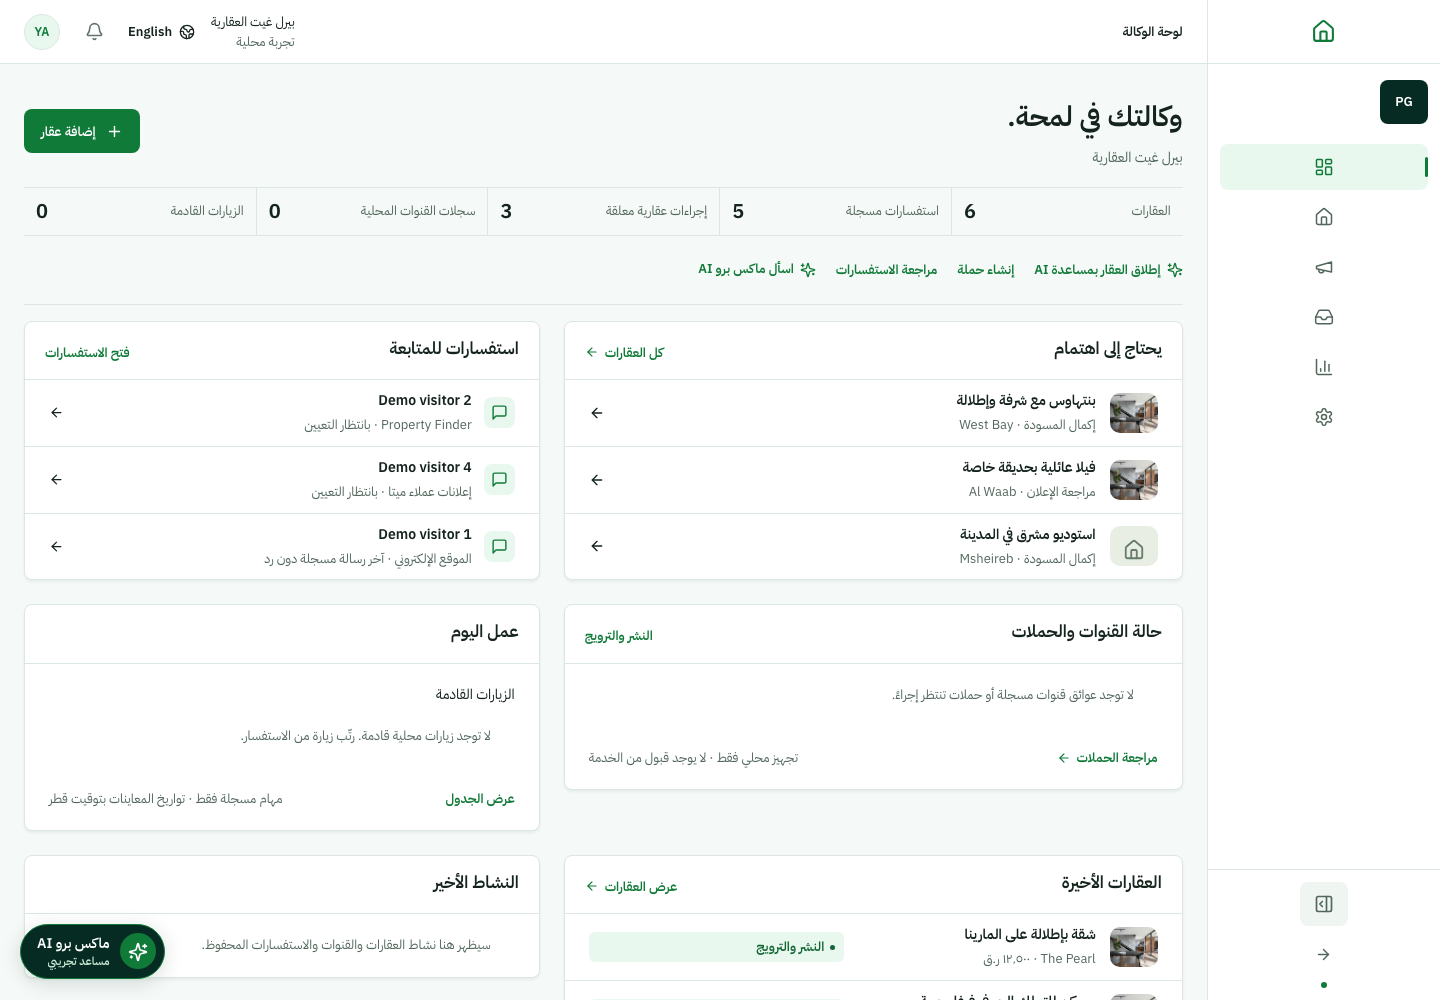 لوحة الوكالة
بيرل غيت العقارية
تجربة محلية
English
YA
PG
وكالتك في لمحة.
بيرل غيت العقارية
إضافة عقار
العقارات 6
استفسارات مسجلة 5
إجراءات عقارية معلقة 3
سجلات القنوات المحلية 0
الزيارات القادمة 0
إطلاق العقار بمساعدة AI
إنشاء حملة
مراجعة الاستفسارات
اسأل ماكس برو AI
يحتاج إلى اهتمام
كل العقارات
بنتهاوس مع شرفة وإطلالة
إكمال المسودة · West Bay
فيلا عائلية بحديقة خاصة
مراجعة الإعلان · Al Waab
استوديو مشرق في المدينة
إكمال المسودة · Msheireb
استفسارات للمتابعة
فتح الاستفسارات
Demo visitor 2
Property Finder · بانتظار التعيين
Demo visitor 4
إعلانات عملاء ميتا · بانتظار التعيين
Demo visitor 1
الموقع الإلكتروني · آخر رسالة مسجلة دون رد
حالة القنوات والحملات
النشر والترويج
لا توجد عوائق قنوات مسجلة أو حملات تنتظر إجراءً.
مراجعة الحملات
تجهيز محلي فقط · لا يوجد قبول من الخدمة
عمل اليوم
الزيارات القادمة
لا توجد زيارات محلية قادمة. رتّب زيارة من الاستفسار.
عرض الجدول
مهام مسجلة فقط · تواريخ المعاينات بتوقيت قطر
العقارات الأخيرة
عرض العقارات
شقة بإطلالة على المارينا
The Pearl · ١٢٬٥٠٠ ر.ق
النشر والترويج
النشاط الأخير
سيظهر هنا نشاط العقارات والقنوات والاستفسارات المحفوظ.
ماكس برو AI
مساعد تجريبي